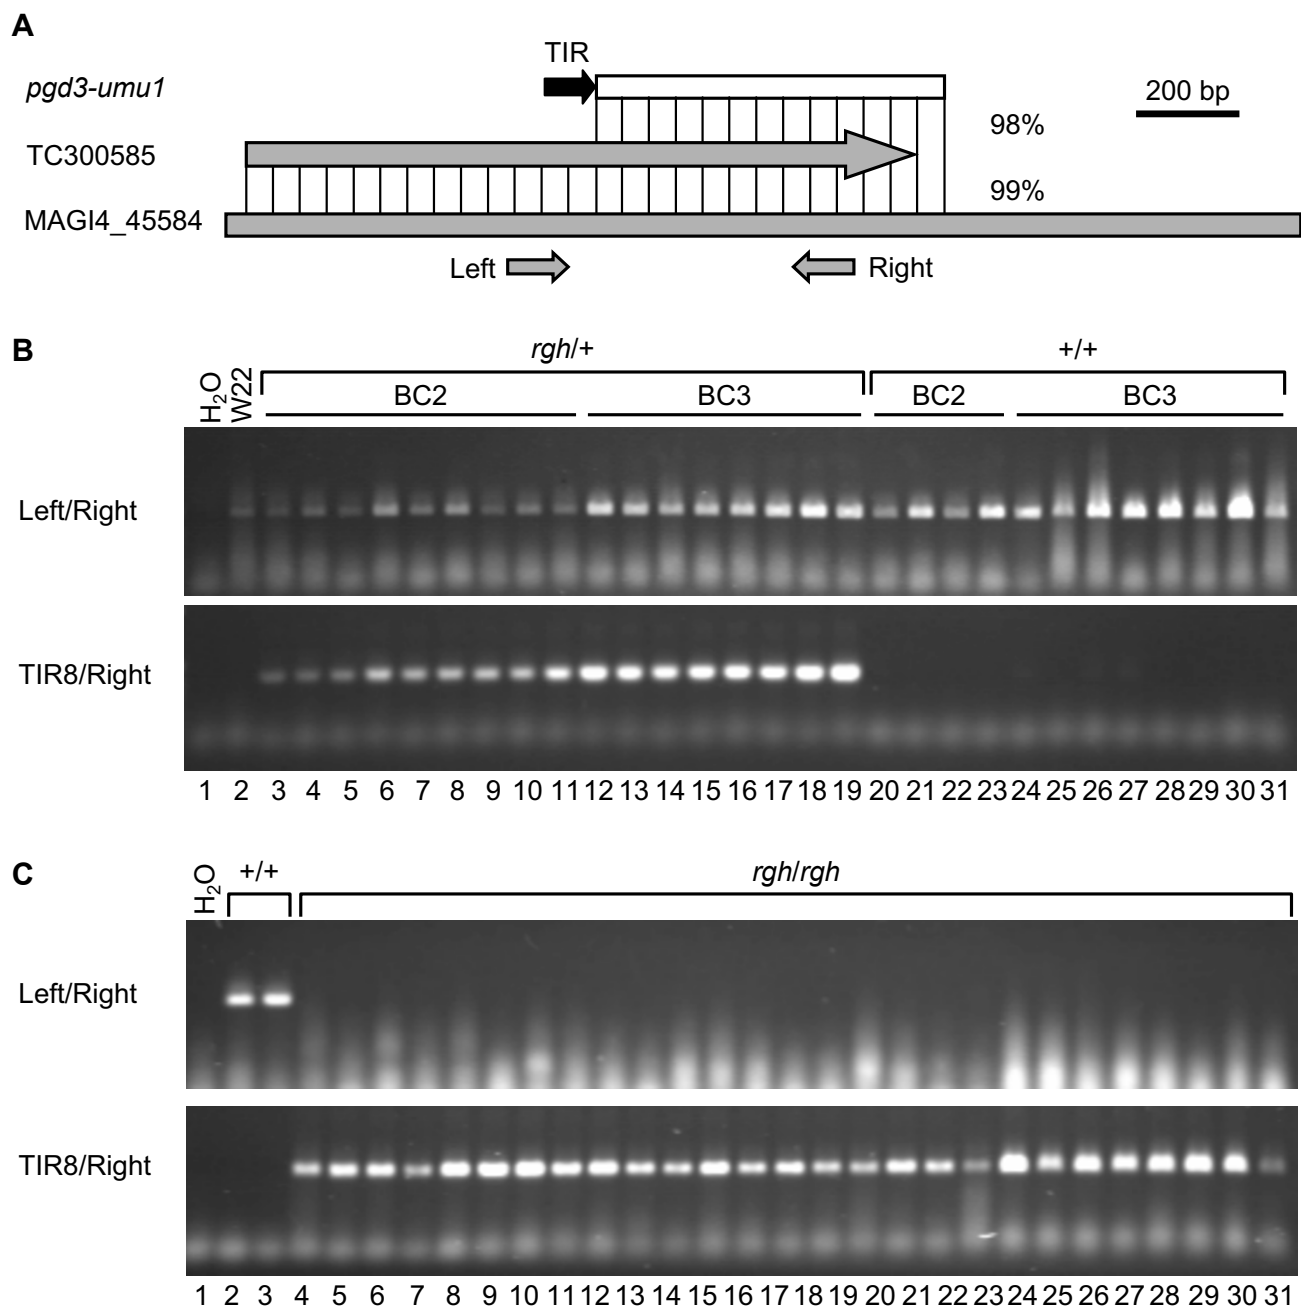 A
TIR
pgd3-umu1
200 bp
98%
TC300585
99%
MAGI4_45584
Left
Right
B
rgh/+
+/+
H2O
W22
BC2
BC3
BC2
BC3
Left/Right
TIR8/Right
1 2 3 4 5 6 7 8 9 10 11 12 13 14 15 16 17 18 19 20 21 22 23 24 25 26 27 28 29 30 31
C
H2O
+/+
rgh/rgh
Left/Right
TIR8/Right
1 2 3 4 5 6 7 8 9 10 11 12 13 14 15 16 17 18 19 20 21 22 23 24 25 26 27 28 29 30 31